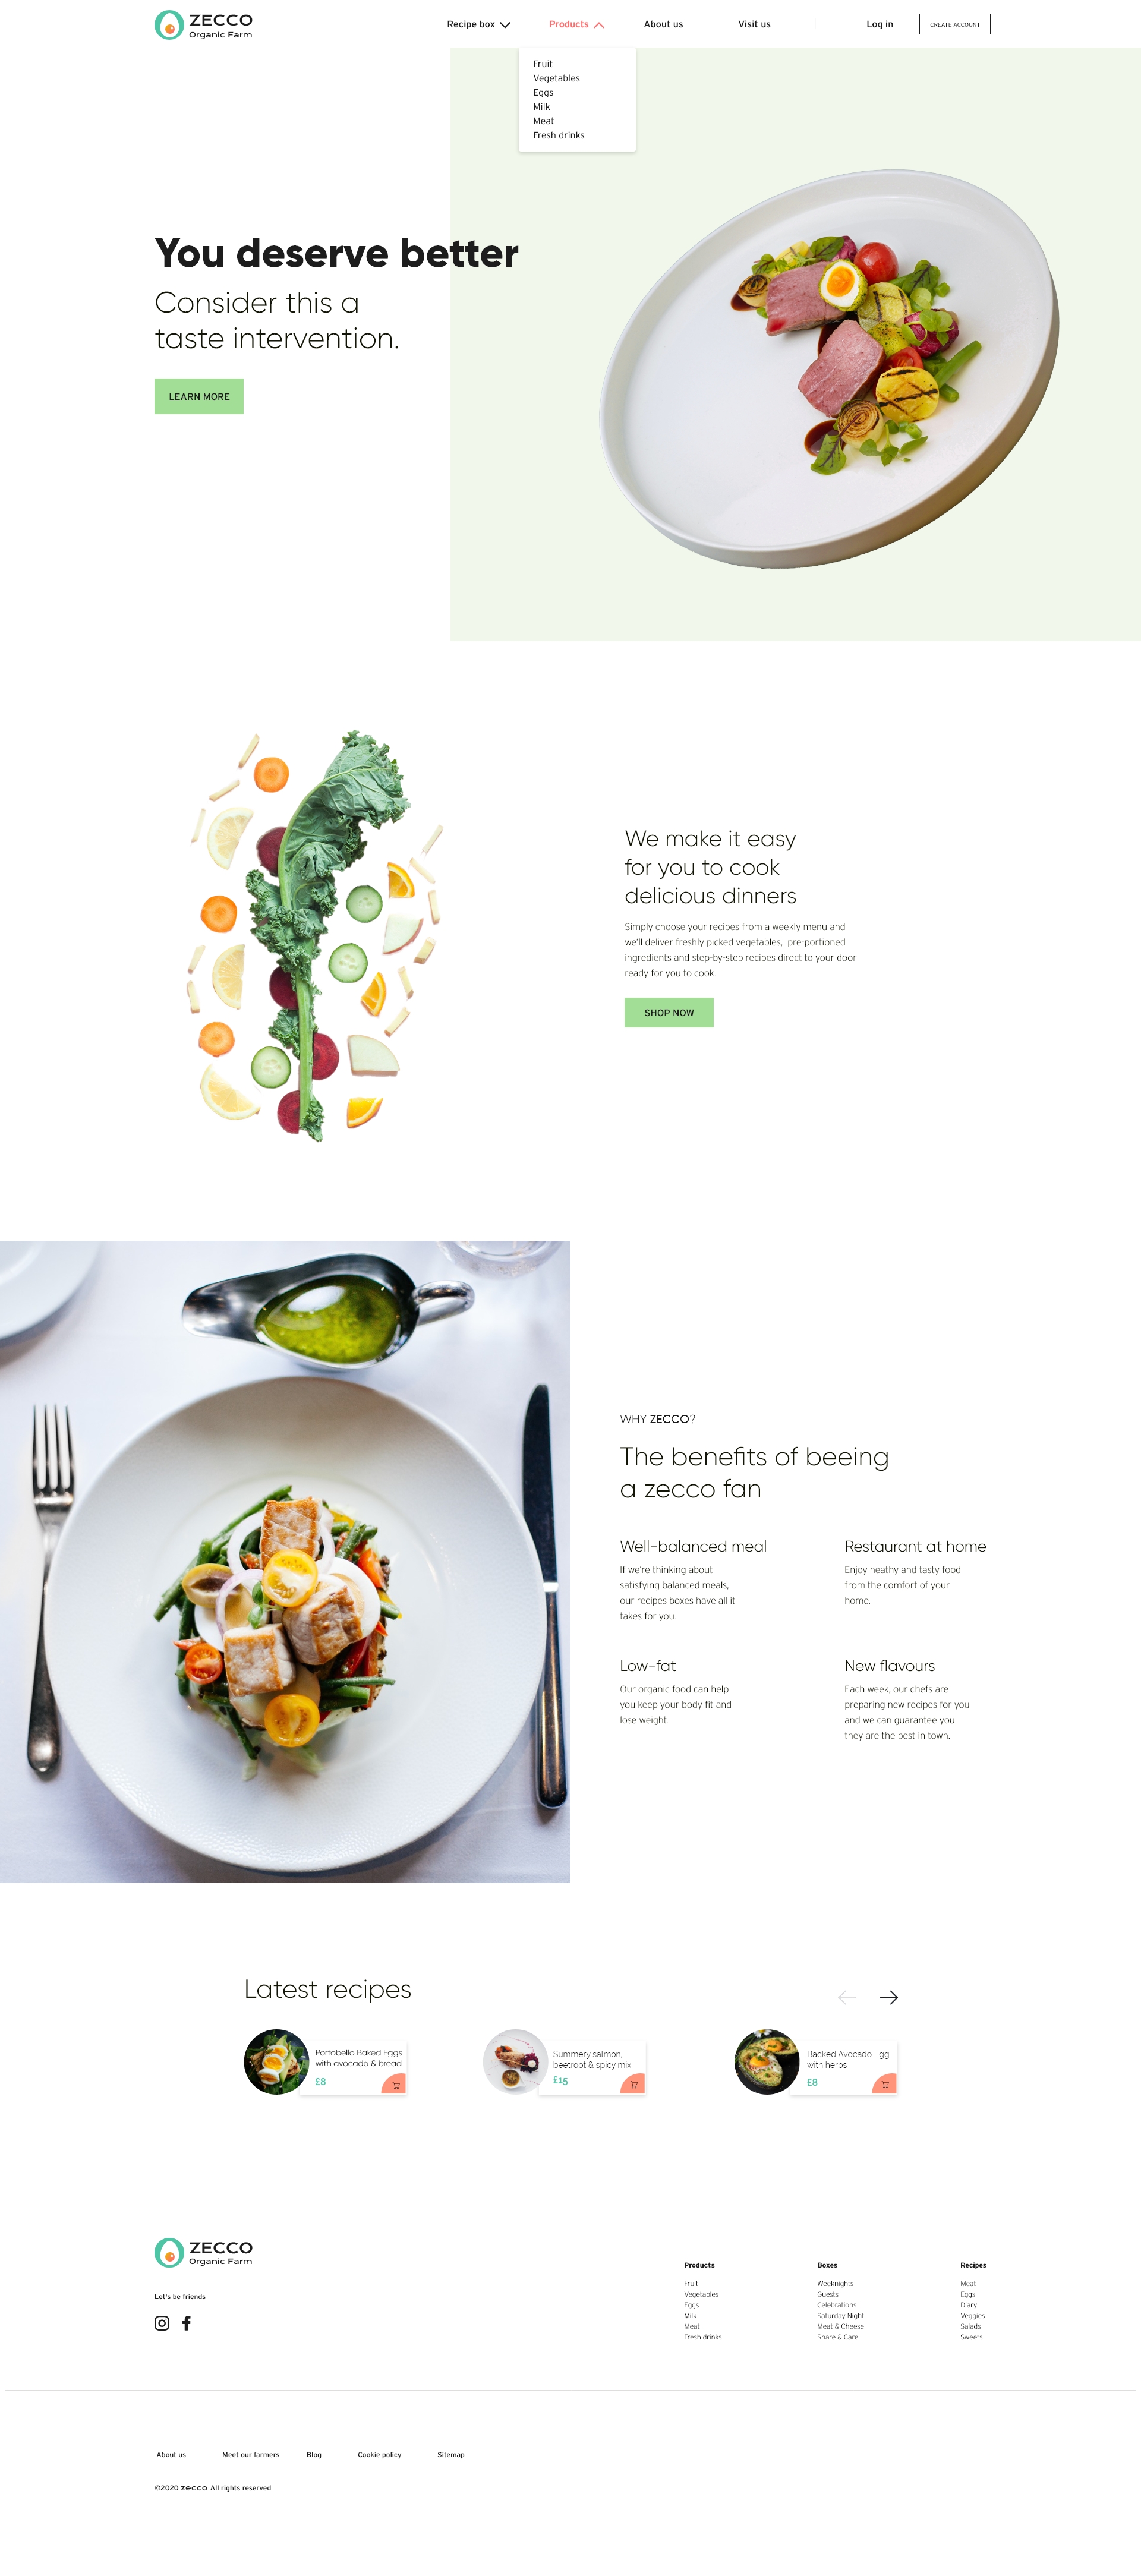 ZECCO
Organic Farm
Recipe box
Products
About us
Visit us
Log in
CREATE ACCOUNT
Fruit
Vegetables
Eggs
Milk
Meat
Fresh drinks
You deserve better
Consider this a
taste intervention.
LEARN MORE
We make it easy
for you to cook
delicious dinners
Simply choose your recipes from a weekly menu and
we'll deliver freshly picked vegetables, pre-portioned
ingredients and step-by-step recipes direct to your door
ready for you to cook.
SHOP NOW
WHY ZECCO?
The benefits of beeing
a zecco fan
Well-balanced meal
If we're thinking about
satisfying balanced meals,
our recipes boxes have all it
takes for you.
Restaurant at home
Enjoy heathy and tasty food
from the comfort of your
home.
Low-fat
Our organic food can help
you keep your body fit and
lose weight.
New flavours
Each week, our chefs are
preparing new recipes for you
and we can guarantee you
they are the best in town.
Latest recipes
Portobello Baked Eggs
with avocado & bread
£8
Summery salmon,
beetroot & spicy mix
£15
Backed Avocado Egg
with herbs
£8
ZECCO
Organic Farm
Let's be friends
Products
Fruit
Vegetables
Eggs
Milk
Meat
Fresh drinks
Boxes
Weeknights
Guests
Celebrations
Saturday Night
Meat & Cheese
Share & Care
Recipes
Meat
Eggs
Diary
Veggies
Salads
Sweets
About us
Meet our farmers
Blog
Cookie policy
Sitemap
©2020 zecco All rights reserved